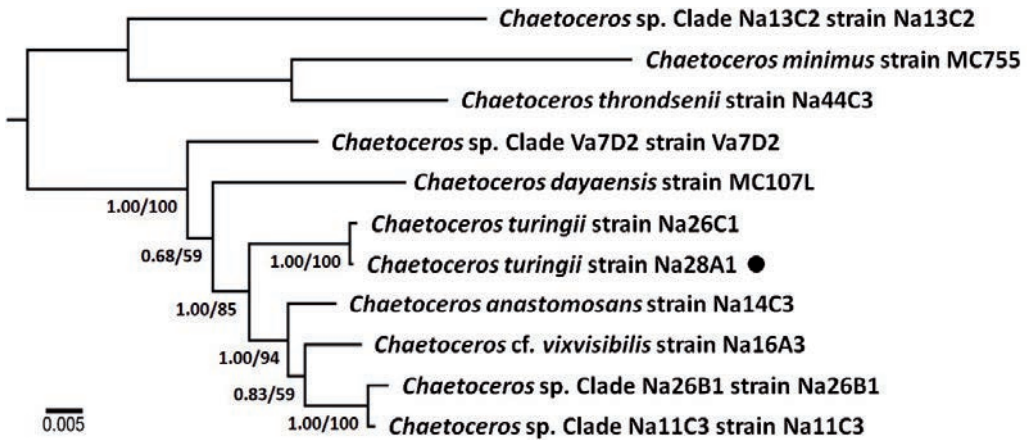 Chaetoceros sp. Clade Na13C2 strain Na13C2
Chaetoceros minimus strain MC755
Chaetoceros throndsenii strain Na44C3
Chaetoceros sp. Clade Va7D2 strain Va7D2
Chaetoceros dayaensis strain MC107L
1.00/100
Chaetoceros turingii strain Na26C1
0.68/59
1.00/100
Chaetoceros turingii strain Na28A1
1.00/85
Chaetoceros anastomosans strain Na14C3
1.00/94
Chaetoceros cf. vixvisibilis strain Na16A3
0.83/59
Chaetoceros sp. Clade Na26B1 strain Na26B1
1.00/100
Chaetoceros sp. Clade Na11C3 strain Na11C3
0.005